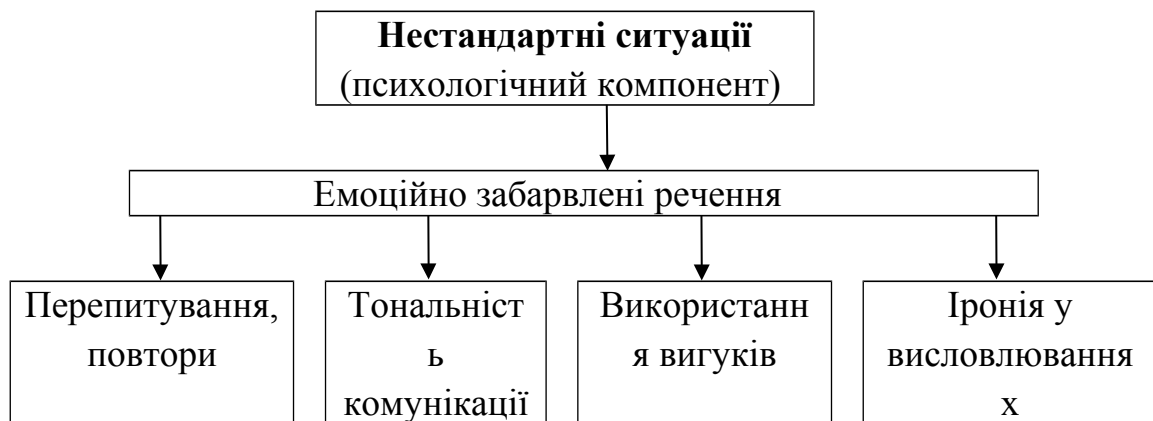 Нестандартні ситуації
(психологічний компонент)
Емоційно забарвлені речення
Перепитування,
повтори
Тональніст
ь
комунікації
Використанн
я вигуків
Іронія у
висловлювання
х